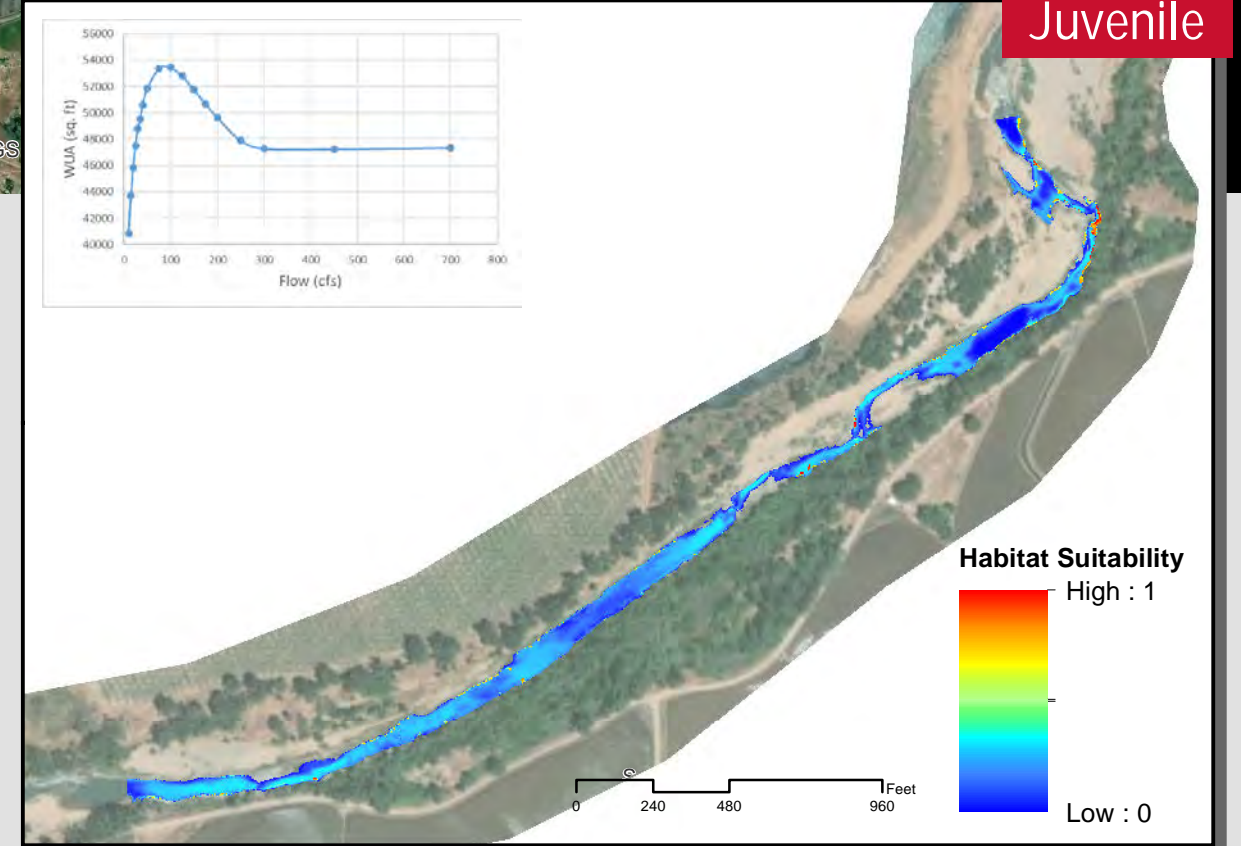 Juvenile
GS
56000
54000
52000
50000
48000
46000
44000
42000
40000
WUA (sq. ft)
0 100 200 300 400 500 600 700 800
Flow (cfs)
Habitat Suitability
High : 1
=
Low : 0
S
Feet
0 240 480 960